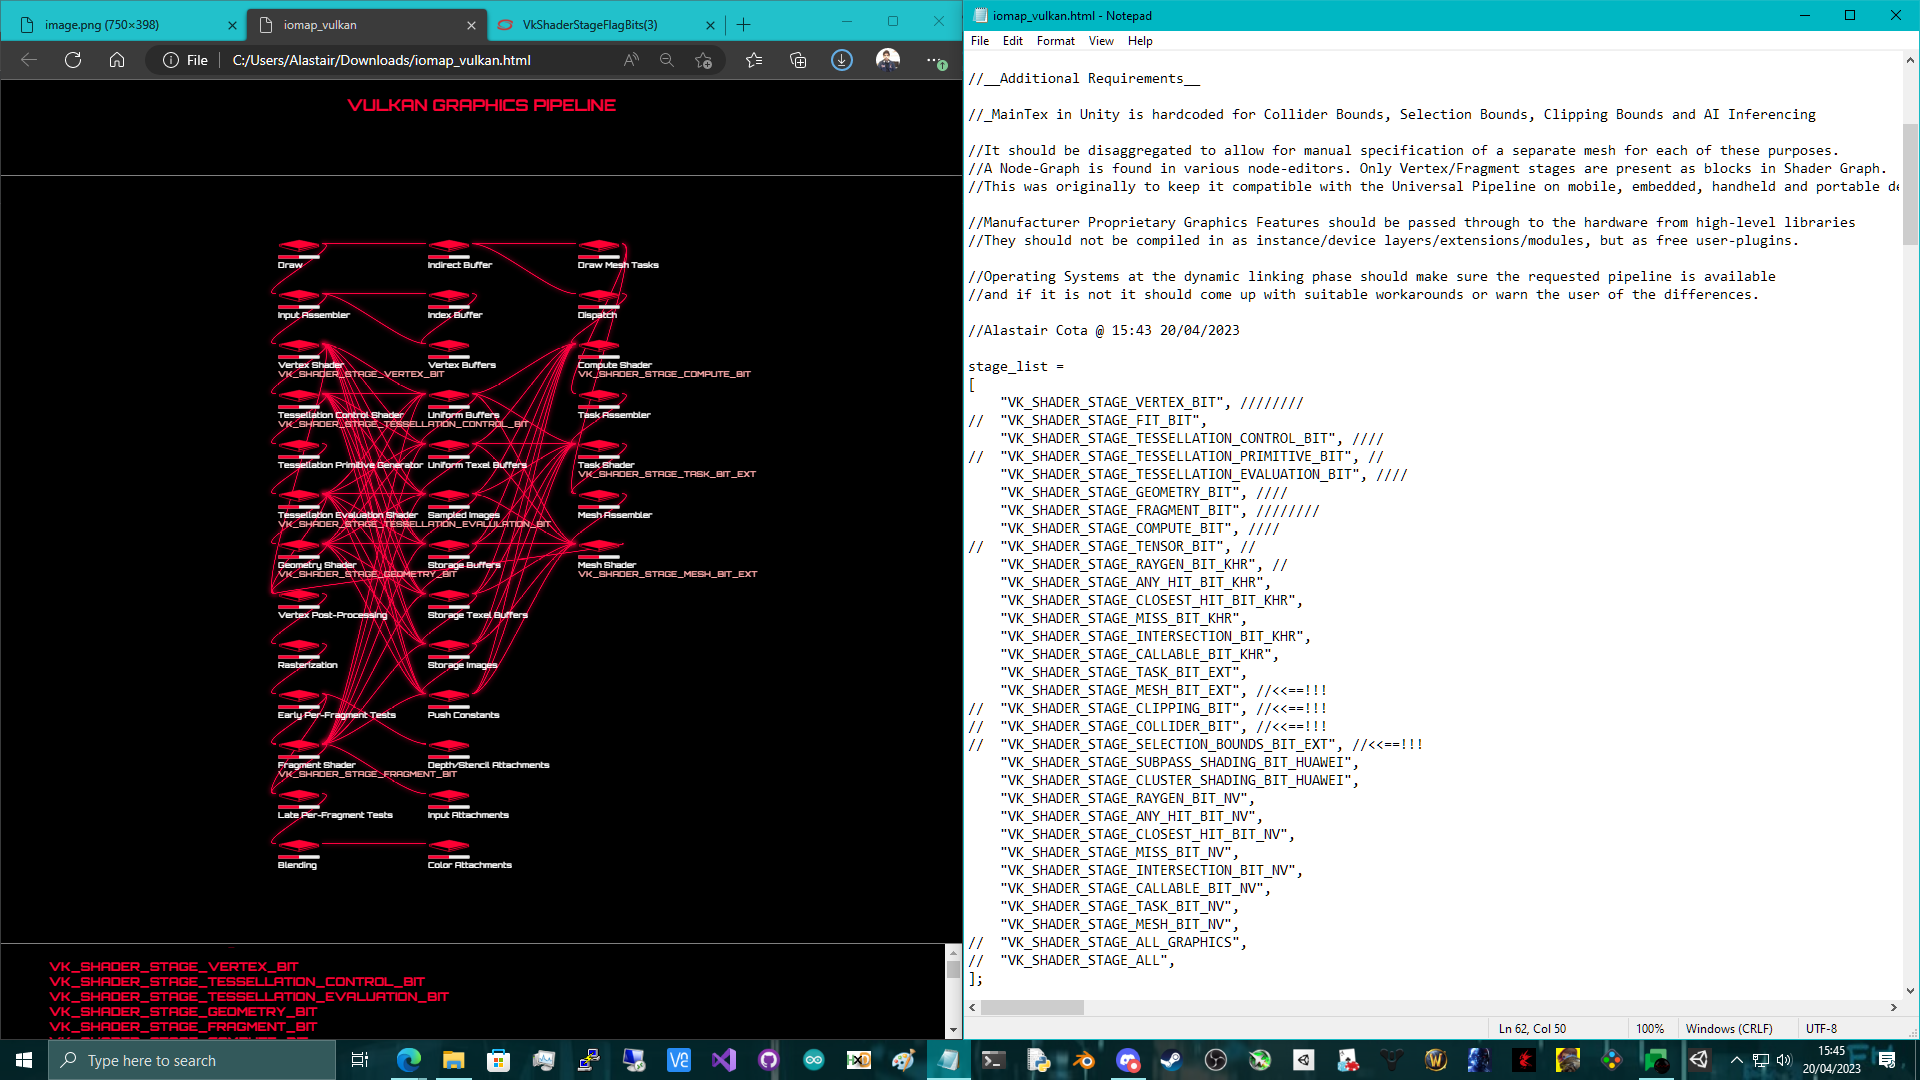 image.png (750×398)
iomap_vulkan
VkShaderStageFlagBits(3)
File
C:/Users/Alastair/Downloads/iomap_vulkan.html
VULKAN GRAPHICS PIPELINE
Draw
Indirect Buffer
Draw Mesh Tasks
Input Assembler
Index Buffer
Dispatch
Vertex Shader
VK_SHADER_STAGE_VERTEX_BIT
Vertex Buffers
Compute Shader
VK_SHADER_STAGE_COMPUTE_BIT
Tessellation Control Shader
VK_SHADER_STAGE_TESSELLATION_CONTROL_BIT
Uniform Buffers
Task Assembler
Tessellation Primitive Generator
Uniform Texel Buffers
Task Shader
VK_SHADER_STAGE_TASK_BIT_EXT
Tessellation Evaluation Shader
VK_SHADER_STAGE_TESSELLATION_EVALULATION_BIT
Sampled Images
Mesh Assembler
Geometry Shader
VK_SHADER_STAGE_GEOMETRY_BIT
Storage Buffers
Mesh Shader
VK_SHADER_STAGE_MESH_BIT_EXT
Vertex Post-Processing
Storage Texel Buffers
Rasterization
Storage Images
Early Per-Fragment Tests
Push Constants
Fragment Shader
VK_SHADER_STAGE_FRAGMENT_BIT
Depth/Stencil Attachments
Late Per-Fragment Tests
Input Attachments
Blending
Color Attachments
VK_SHADER_STAGE_VERTEX_BIT
VK_SHADER_STAGE_TESSELLATION_CONTROL_BIT
VK_SHADER_STAGE_TESSELLATION_EVALUATION_BIT
VK_SHADER_STAGE_GEOMETRY_BIT
VK_SHADER_STAGE_FRAGMENT_BIT
iomap_vulkan.html - Notepad
File Edit Format View Help
//__Additional Requirements__
//_MainTex in Unity is hardcoded for Collider Bounds, Selection Bounds, Clipping Bounds and AI Inferencing
//It should be disaggregated to allow for manual specification of a separate mesh for each of these purposes.
//A Node-Graph is found in various node-editors. Only Vertex/Fragment stages are present as blocks in Shader Graph.
//This was originally to keep it compatible with the Universal Pipeline on mobile, embedded, handheld and portable de
//Manufacturer Proprietary Graphics Features should be passed through to the hardware from high-level libraries
//They should not be compiled in as instance/device layers/extensions/modules, but as free user-plugins.
//Operating Systems at the dynamic linking phase should make sure the requested pipeline is available
//and if it is not it should come up with suitable workarounds or warn the user of the differences.
//Alastair Cota @ 15:43 20/04/2023
stage_list =
[
"VK_SHADER_STAGE_VERTEX_BIT", ////////
// "VK_SHADER_STAGE_FIT_BIT",
"VK_SHADER_STAGE_TESSELLATION_CONTROL_BIT", ////
// "VK_SHADER_STAGE_TESSELLATION_PRIMITIVE_BIT", //
"VK_SHADER_STAGE_TESSELLATION_EVALUATION_BIT", ////
"VK_SHADER_STAGE_GEOMETRY_BIT", ////
"VK_SHADER_STAGE_FRAGMENT_BIT", ////////
"VK_SHADER_STAGE_COMPUTE_BIT", ////
// "VK_SHADER_STAGE_TENSOR_BIT", //
"VK_SHADER_STAGE_RAYGEN_BIT_KHR", //
"VK_SHADER_STAGE_ANY_HIT_BIT_KHR",
"VK_SHADER_STAGE_CLOSEST_HIT_BIT_KHR",
"VK_SHADER_STAGE_MISS_BIT_KHR",
"VK_SHADER_STAGE_INTERSECTION_BIT_KHR",
"VK_SHADER_STAGE_CALLABLE_BIT_KHR",
"VK_SHADER_STAGE_TASK_BIT_EXT",
"VK_SHADER_STAGE_MESH_BIT_EXT", //<<==!!!
// "VK_SHADER_STAGE_CLIPPING_BIT", //<<==!!!
// "VK_SHADER_STAGE_COLLIDER_BIT", //<<==!!!
// "VK_SHADER_STAGE_SELECTION_BOUNDS_BIT_EXT", //<<==!!!
"VK_SHADER_STAGE_SUBPASS_SHADING_BIT_HUAWEI",
"VK_SHADER_STAGE_CLUSTER_SHADING_BIT_HUAWEI",
"VK_SHADER_STAGE_RAYGEN_BIT_NV",
"VK_SHADER_STAGE_ANY_HIT_BIT_NV",
"VK_SHADER_STAGE_CLOSEST_HIT_BIT_NV",
"VK_SHADER_STAGE_MISS_BIT_NV",
"VK_SHADER_STAGE_INTERSECTION_BIT_NV",
"VK_SHADER_STAGE_CALLABLE_BIT_NV",
"VK_SHADER_STAGE_TASK_BIT_NV",
"VK_SHADER_STAGE_MESH_BIT_NV",
// "VK_SHADER_STAGE_ALL_GRAPHICS",
// "VK_SHADER_STAGE_ALL",
];
Ln 62, Col 50
100%
Windows (CRLF)
UTF-8
Type here to search
15:45
20/04/2023